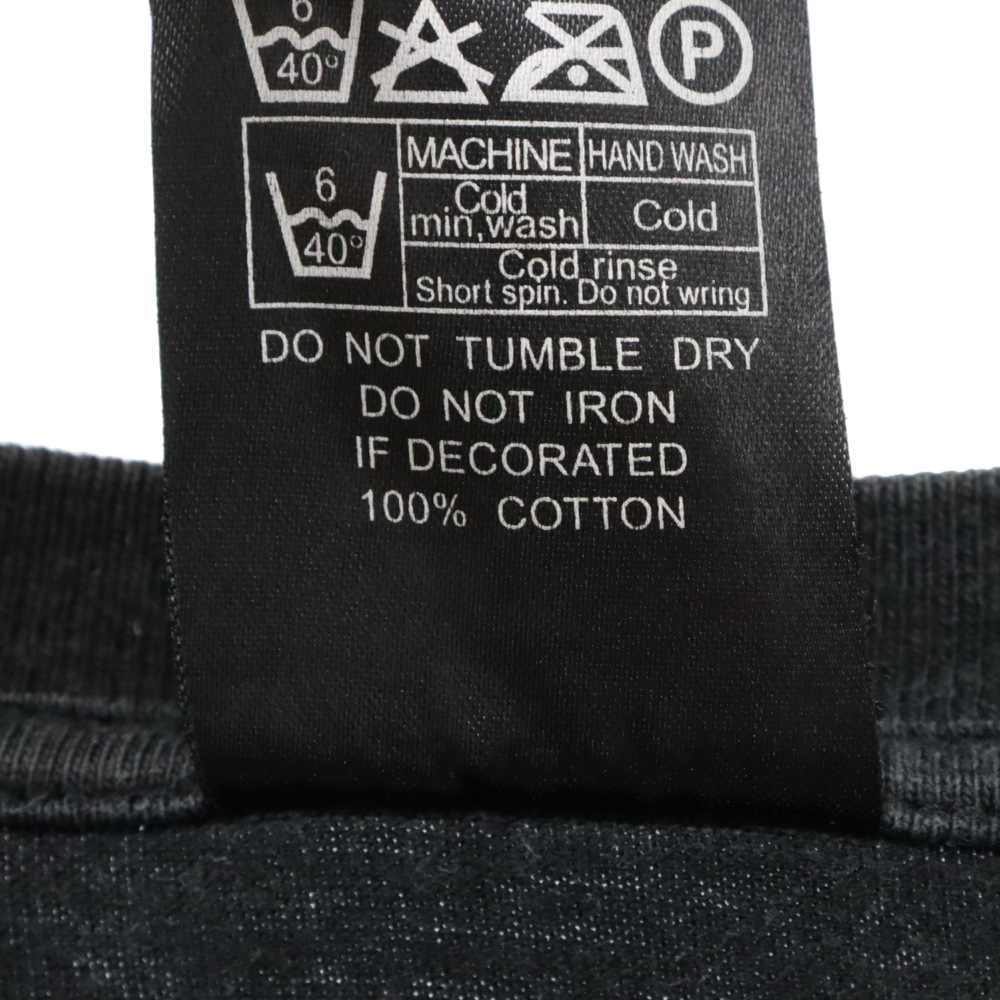 6
40°
P
6
40°
MACHINE HAND WASH
Cold
min,wash
Cold
Cold rinse
Short spin. Do not wring
DO NOT TUMBLE DRY
DO NOT IRON
IF DECORATED
100% COTTON